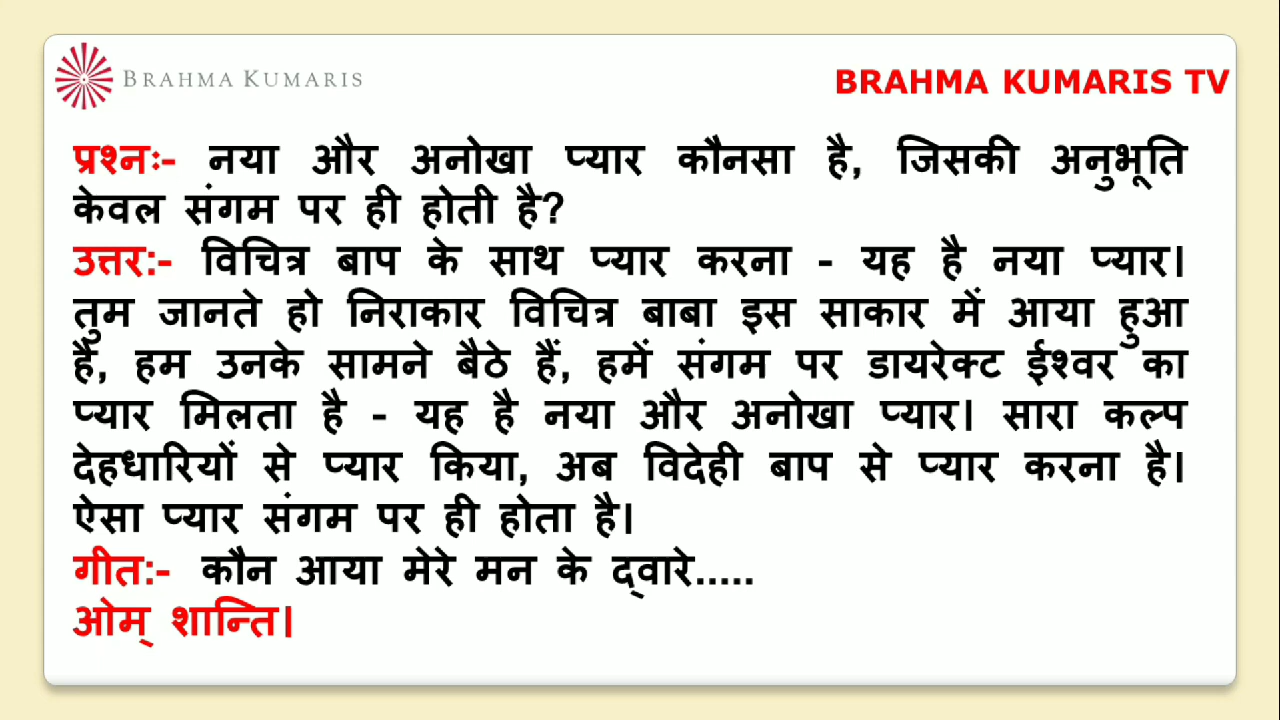 BRAHMA KUMARIS
BRAHMA KUMARIS TV
प्रश्नः- नया और अनोखा प्यार कौनसा है, जिसकी अनुभूति
केवल संगम पर ही होती है?
उत्तर:- विचित्र बाप के साथ प्यार करना - यह है नया प्यार।
तुम जानते हो निराकार विचित्र बाबा इस साकार में आया हुआ
है, हम उनके सामने बैठे हैं, हमें संगम पर डायरेक्ट ईश्वर का
प्यार मिलता है - यह है नया और अनोखा प्यार। सारा कल्प
देहधारियों से प्यार किया, अब विदेही बाप से प्यार करना है।
ऐसा प्यार संगम पर ही होता है।
गीत:- कौन आया मेरे मन के द्वारे.....
ओम् शान्ति।